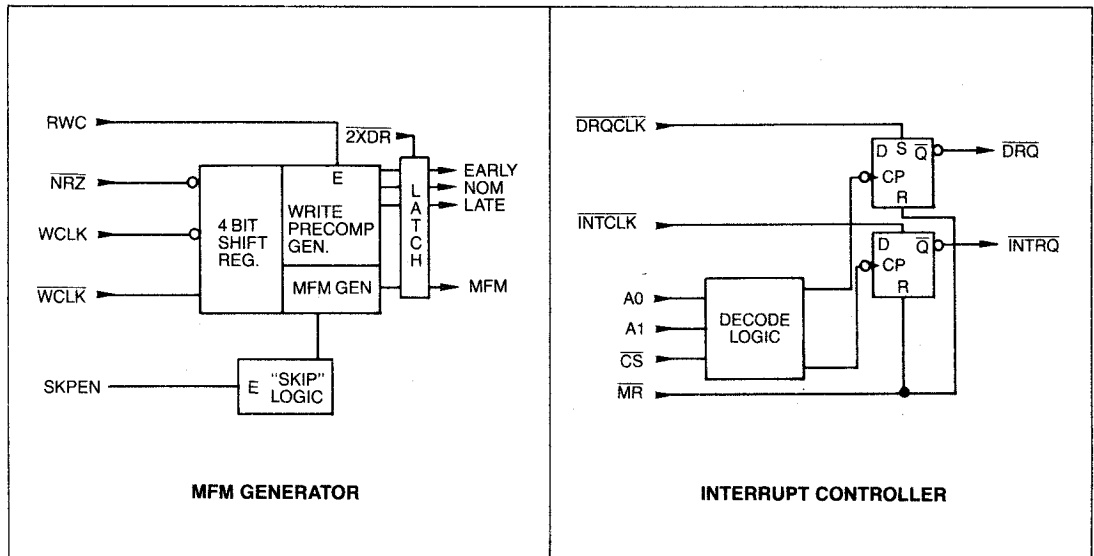 RWC
2XDR
E
EARLY
NRZ
LATCH
NOM
LATE
4 BIT
SHIFT
REG.
WRITE
PRECOMP
GEN.
WCLK
WCLK
MFM GEN
MFM
SKPEN
E
"SKIP"
LOGIC
MFM GENERATOR
DRQCLK
D S Q
DRQ
CP
R
INTCLK
D Q
INTRQ
CP
R
A0
A1
CS
DECODE
LOGIC
MR
INTERRUPT CONTROLLER